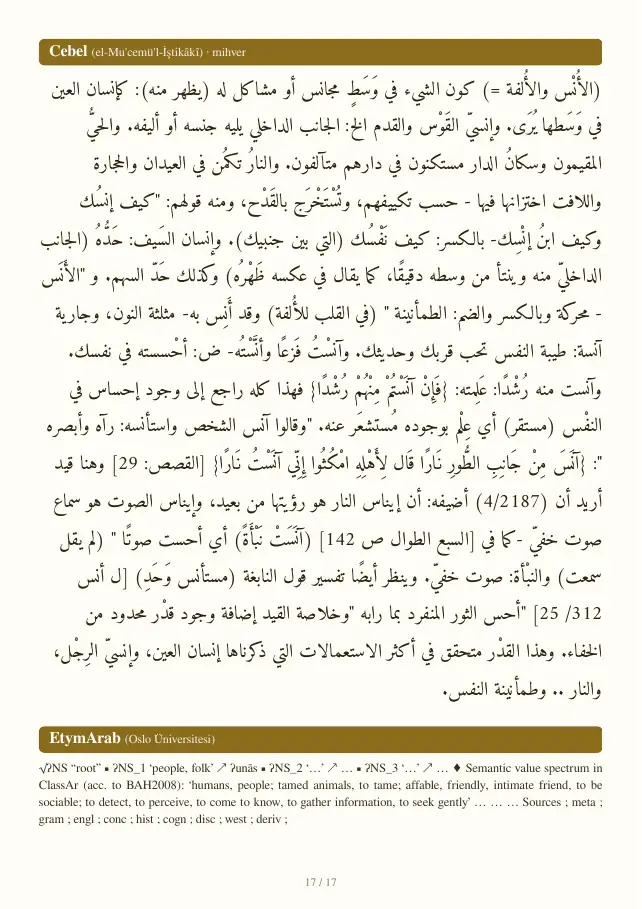 Cebel (el-Mu'cemü'l-İştikâkî) · mihver
(الأُنْس والأُلفة =) كون الشيء في وَسَطٍ مجانس أو مشاكل له (يظهر منه): كإنسان العين
في وَسَطها يُرَى. وإنسيّ القَوْس والقدم الخ: الجانب الداخلي يليه جنسه أو أليفه. والحيُّ
المقيمون وسكانُ الدار مستكنون في دارهم متآلفون. والنارُ تكْمُن في العيدان والحجارة
واللافت اختزانها فيها - حسب تكييفهم، وتُسْتَخْرَج بالقَدْح، ومنه قولهم: "كيف إنسُك
وكيف ابنُ إنْسِك- بالكسر: كيف نَفْسُك (التي بين جنبيك). وإنسان السَيف: حَدُّهُ (الجانب
الداخليّ منه وينتأ من وسطه دقيقًا، كما يقال في عكسه ظَهْرُه) وكذلك حَدّ السهم. و "الأَنَس
- محركة وبالكسر والضم: الطمأنينة " (في القلب للأُلفة) وقد أَنِس به- مثلثة النون، وجارية
آنسة: طيبة النفس تحب قربك وحديثك. وآنسْتُ فَزعًا وأنَّسْتُه- ض: أحْسسته في نفسك.
وآنست منه رُشْدًا: عَلِمته: {فَإِنْ آنَسْتُمْ مِنْهُمْ رُشْدًا} فهذا كله راجع إلى وجود إحساس في
النفْس (مستقر) أي عِلْم بوجوده مُستشعَر عنه. "وقالوا آنس الشخص واستأنسه: رآه وأبصره
": {آنَسَ مِنْ جَانِبِ الطُّورِ نَارًا قَال لِأَهْلِهِ امْكُثُوا إِنِّي آنَسْتُ نَارًا} [القصص: 29] وهنا قيد
أريد أن (4/2187) أضيفه: أن إيناس النار هو رؤيتها من بعيد، وإيناس الصوت هو سماع
صوت خفيّ -كما في [السبع الطوال ص 142] (آنَسَتْ نَبْأَةً) أي أحست صوتًا " (لم يقل
سمعت) والنبْأة: صوت خفيّ. وينظر أيضًا تفسير قول النابغة (مستأنس وَحَدِ) [ل أنس
312/ 25] "أحس الثور المنفرد بما رابه "وخلاصة القيد إضافة وجود قدْر محدود من
الخفاء. وهذا القدْر متحقق في أكثر الاستعمالات التي ذكرناها إنسان العين، وإنسيّ الرِجْل،
والنار .. وطمأنينة النفس.
EtymArab (Oslo Üniversitesi)
√ʔNS “root” ▪ ʔNS_1 ‘people, folk’ ↗ ʔunās ▪ ʔNS_2 ‘…’ ↗ … ▪ ʔNS_3 ‘…’ ↗ … ♦ Semantic value spectrum in
ClassAr (acc. to BAH2008): ‘humans, people; tamed animals, to tame; affable, friendly, intimate friend, to be
sociable; to detect, to perceive, to come to know, to gather information, to seek gently’ … … … Sources ; meta ;
gram ; engl ; conc ; hist ; cogn ; disc ; west ; deriv ;
17 / 17